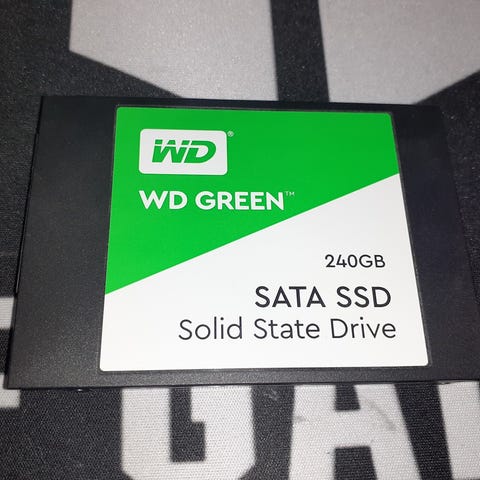 WD®
WD GREEN™
240GB
SATA SSD
Solid State Drive